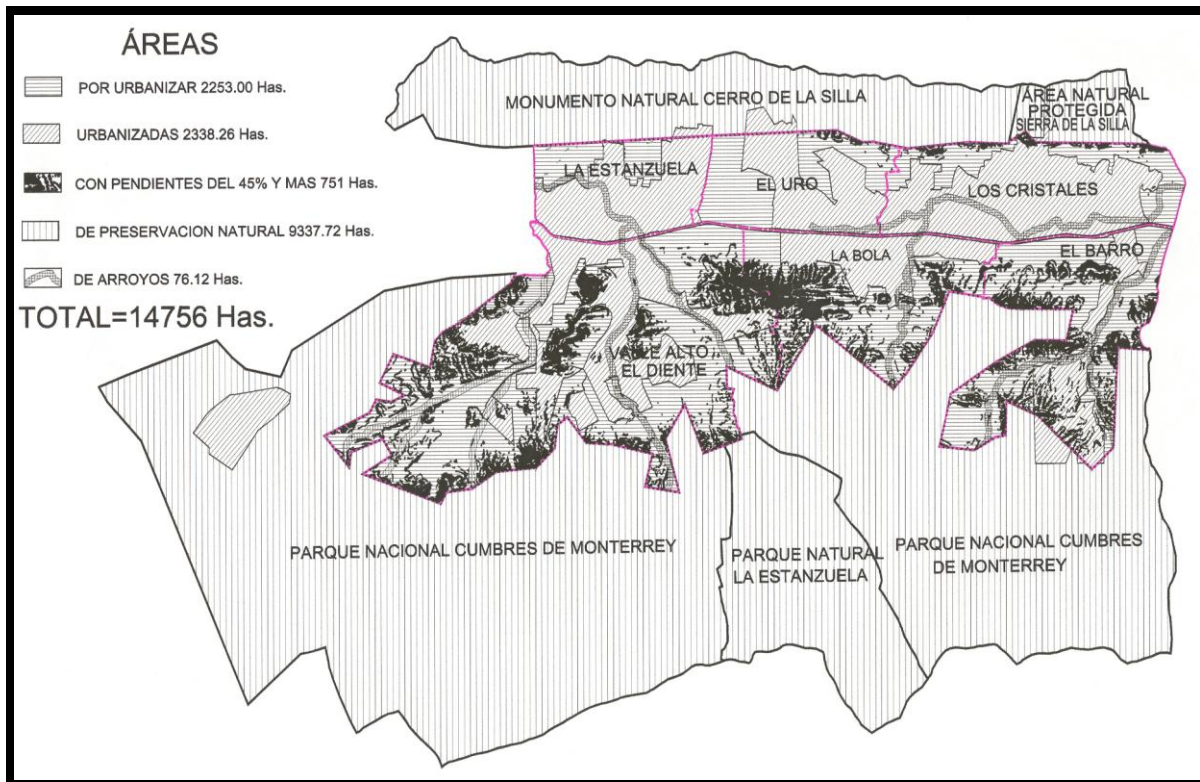 ÁREAS
POR URBANIZAR 2253.00 Has.
URBANIZADAS 2338.26 Has.
CON PENDIENTES DEL 45% Y MAS 751 Has.
DE PRESERVACION NATURAL 9337.72 Has.
DE ARROYOS 76.12 Has.
TOTAL=14756 Has.
MONUMENTO NATURAL CERRO DE LA SILLA
ÁREA NATURAL
PROTEGIDA
SIERRA DE LA SILLA
LA ESTANZUELA
EL URO
LOS CRISTALES
LA BOLA
EL BARRO
VALLE ALTO
EL DIENTE
PARQUE NACIONAL CUMBRES DE MONTERREY
PARQUE NATURAL
LA ESTANZUELA
PARQUE NACIONAL CUMBRES
DE MONTERREY